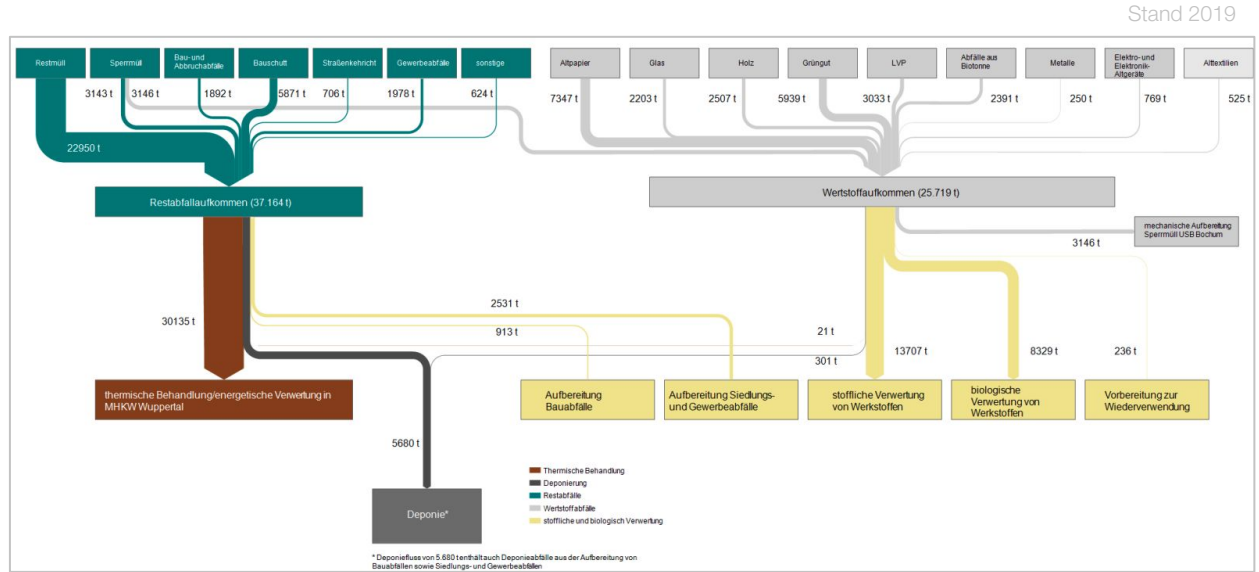 Stand 2019
Restmüll
Sperrmüll
Bau- und
Abbruchabfälle
Bauschutt
Straßenkehricht
Gewerbeabfälle
sonstige
Altpapier
Glas
Holz
Grüngut
LVP
Abfälle aus
Biotonne
Metalle
Elektro- und
Elektronik-
Altgeräte
Alttextilien
3143 t
3146 t
1892 t
5871 t
706 t
1978 t
624 t
7347 t
2203 t
2507 t
5939 t
3033 t
2391 t
250 t
769 t
525 t
22950 t
Restabfallaufkommen (37.164 t)
Wertstoffaufkommen (25.719 t)
mechanische Aufbereitung
Sperrmüll USB Bochum
3146 t
2531 t
30135 t
913 t
21 t
301 t
13707 t
8329 t
236 t
thermische Behandlung/energetische Verwertung in
MHKW Wuppertal
Aufbereitung
Bauabfälle
Aufbereitung Siedlungs-
und Gewerbeabfälle
stoffliche Verwertung
von Werkstoffen
biologische
Verwertung von
Werkstoffen
Vorbereitung zur
Wiederverwendung
5680 t
Thermische Behandlung
Deponierung
Restabfälle
Wertstoffabfälle
stoffliche und biologisch Verwertung
Deponie*
* Deponiefluss von 5.680 t enthält auch Deponieabfälle aus der Aufbereitung von
Bauabfällen sowie Siedlungs- und Gewerbeabfällen